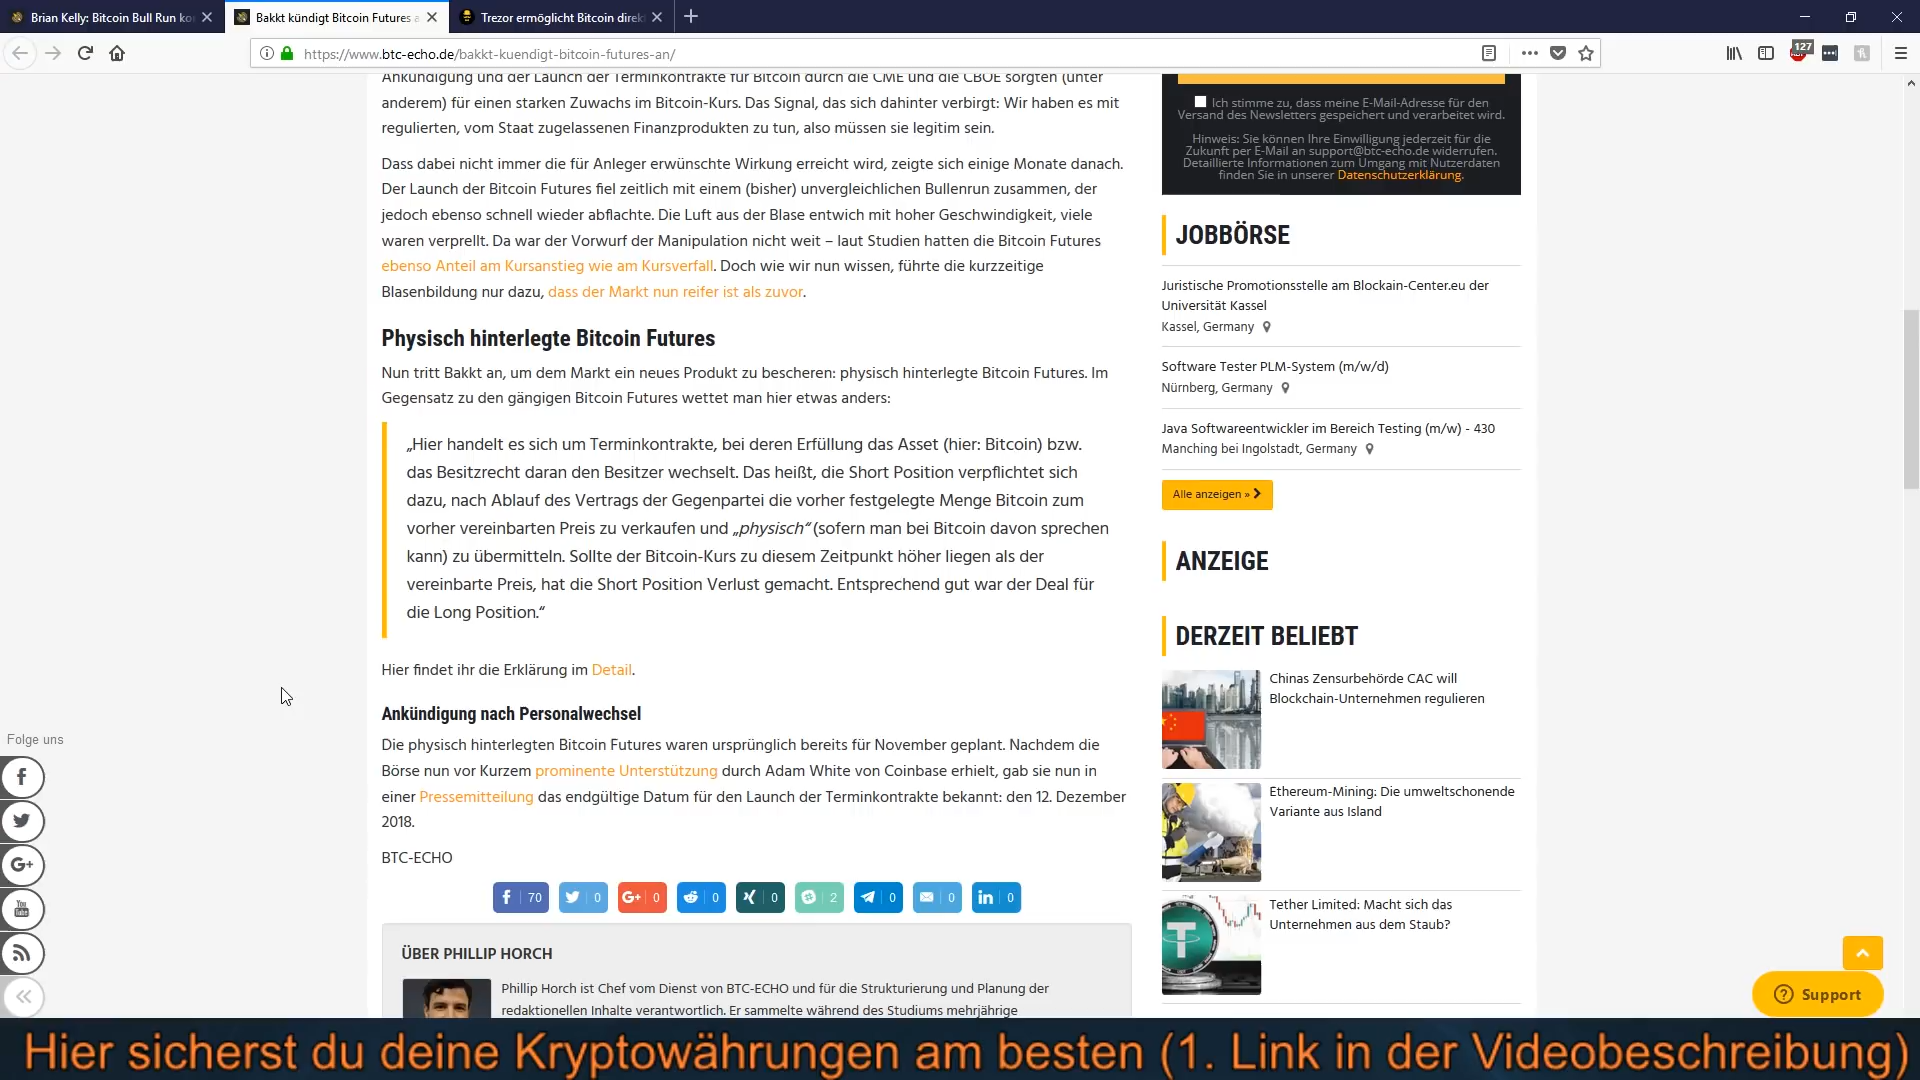 Brian Kelly: Bitcoin Bull Run ko
Bakkt kündigt Bitcoin Futures a
Trezor ermöglicht Bitcoin direk
https://www.btc-echo.de/bakkt-kuendigt-bitcoin-futures-an/
127
Ankündigung und der Launch der Terminkontrakte für Bitcoin durch die CME und die CBOE sorgten (unter
anderem) für einen starken Zuwachs im Bitcoin-Kurs. Das Signal, das sich dahinter verbirgt: Wir haben es mit
regulierten, vom Staat zugelassenen Finanzprodukten zu tun, also müssen sie legitim sein.
Dass dabei nicht immer die für Anleger erwünschte Wirkung erreicht wird, zeigte sich einige Monate danach.
Der Launch der Bitcoin Futures fiel zeitlich mit einem (bisher) unvergleichlichen Bullenrun zusammen, der
jedoch ebenso schnell wieder abflachte. Die Luft aus der Blase entwich mit hoher Geschwindigkeit, viele
waren verprellt. Da war der Vorwurf der Manipulation nicht weit – laut Studien hatten die Bitcoin Futures
ebenso Anteil am Kursanstieg wie am Kursverfall. Doch wie wir nun wissen, führte die kurzzeitige
Blasenbildung nur dazu, dass der Markt nun reifer ist als zuvor.
Physisch hinterlegte Bitcoin Futures
Nun tritt Bakkt an, um dem Markt ein neues Produkt zu bescheren: physisch hinterlegte Bitcoin Futures. Im
Gegensatz zu den gängigen Bitcoin Futures wettet man hier etwas anders:
„Hier handelt es sich um Terminkontrakte, bei deren Erfüllung das Asset (hier: Bitcoin) bzw.
das Besitzrecht daran den Besitzer wechselt. Das heißt, die Short Position verpflichtet sich
dazu, nach Ablauf des Vertrags der Gegenpartei die vorher festgelegte Menge Bitcoin zum
vorher vereinbarten Preis zu verkaufen und „physisch“ (sofern man bei Bitcoin davon sprechen
kann) zu übermitteln. Sollte der Bitcoin-Kurs zu diesem Zeitpunkt höher liegen als der
vereinbarte Preis, hat die Short Position Verlust gemacht. Entsprechend gut war der Deal für
die Long Position.“
Hier findet ihr die Erklärung im Detail.
Ankündigung nach Personalwechsel
Die physisch hinterlegten Bitcoin Futures waren ursprünglich bereits für November geplant. Nachdem die
Börse nun vor Kurzem prominente Unterstützung durch Adam White von Coinbase erhielt, gab sie nun in
einer Pressemitteilung das endgültige Datum für den Launch der Terminkontrakte bekannt: den 12. Dezember
2018.
BTC-ECHO
70 0 0 0 0 2 0 0 0
ÜBER PHILLIP HORCH
Phillip Horch ist Chef vom Dienst von BTC-ECHO und für die Strukturierung und Planung der
redaktionellen Inhalte verantwortlich. Er sammelte während des Studiums mehrjährige
Ich stimme zu, dass meine E-Mail-Adresse für den
Versand des Newsletters gespeichert und verarbeitet wird.
Hinweis: Sie können Ihre Einwilligung jederzeit für die
Zukunft per E-Mail an support@btc-echo.de widerrufen.
Detaillierte Informationen zum Umgang mit Nutzerdaten
finden Sie in unserer Datenschutzerklärung.
JOBBÖRSE
Juristische Promotionsstelle am Blockain-Center.eu der
Universität Kassel
Kassel, Germany
Software Tester PLM-System (m/w/d)
Nürnberg, Germany
Java Softwareentwickler im Bereich Testing (m/w) - 430
Manching bei Ingolstadt, Germany
Alle anzeigen »
ANZEIGE
DERZEIT BELIEBT
Chinas Zensurbehörde CAC will
Blockchain-Unternehmen regulieren
Ethereum-Mining: Die umweltschonende
Variante aus Island
Tether Limited: Macht sich das
Unternehmen aus dem Staub?
Folge uns
Support
Hier sicherst du deine Kryptowährungen am besten (1. Link in der Videobeschreibung)